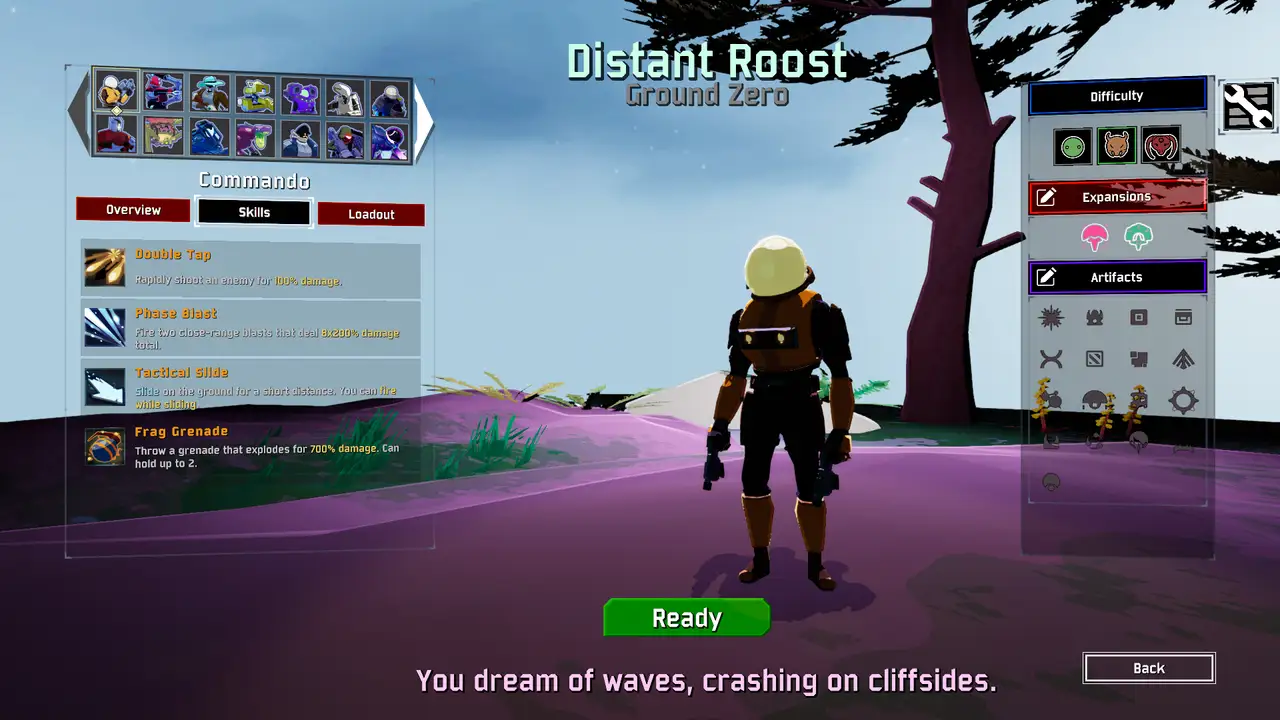 Distant Roost
Ground Zero
Commando
Overview
Skills
Loadout
Double Tap
Rapidly shoot an enemy for 100% damage.
Phase Blast
Fire two close-range blasts that deal 8x200% damage
total.
Tactical Slide
Slide on the ground for a short distance. You can fire
while sliding.
Frag Grenade
Throw a grenade that explodes for 700% damage. Can
hold up to 2.
Difficulty
Expansions
Artifacts
Ready
You dream of waves, crashing on cliffsides.
Back